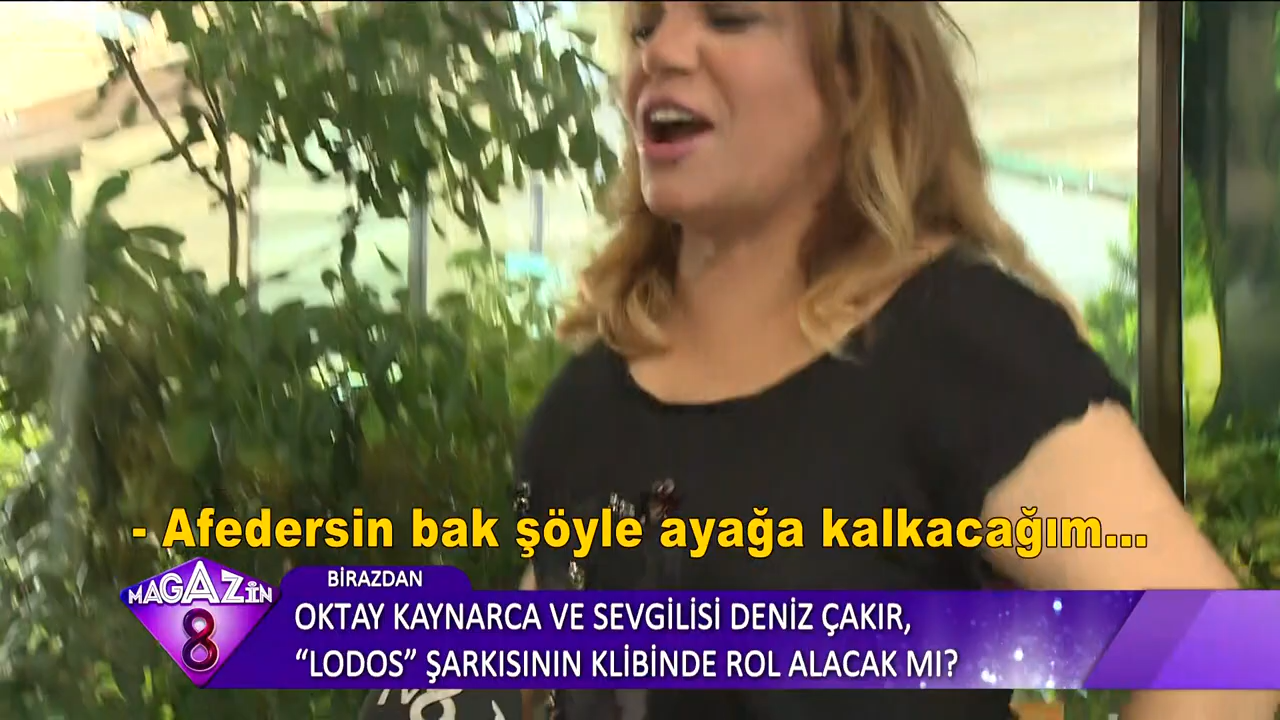 - Afedersin bak şöyle ayağa kalkacağım...
BİRAZDAN
MAGAZİN
8
OKTAY KAYNARCA VE SEVGİLİSİ DENİZ ÇAKIR,
“LODOS” ŞARKISININ KLİBİNDE ROL ALACAK MI?